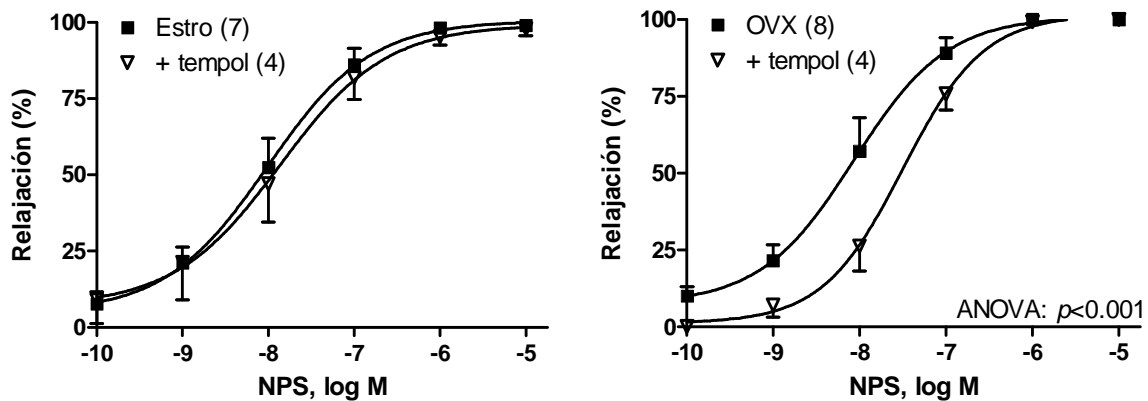 100
75
50
25
0
Relajación (%)
Estro (7)
+ tempol (4)
-10 -9 -8 -7 -6 -5
NPS, log M
100
75
50
25
0
Relajación (%)
OVX (8)
+ tempol (4)
ANOVA: p<0.001
-10 -9 -8 -7 -6 -5
NPS, log M